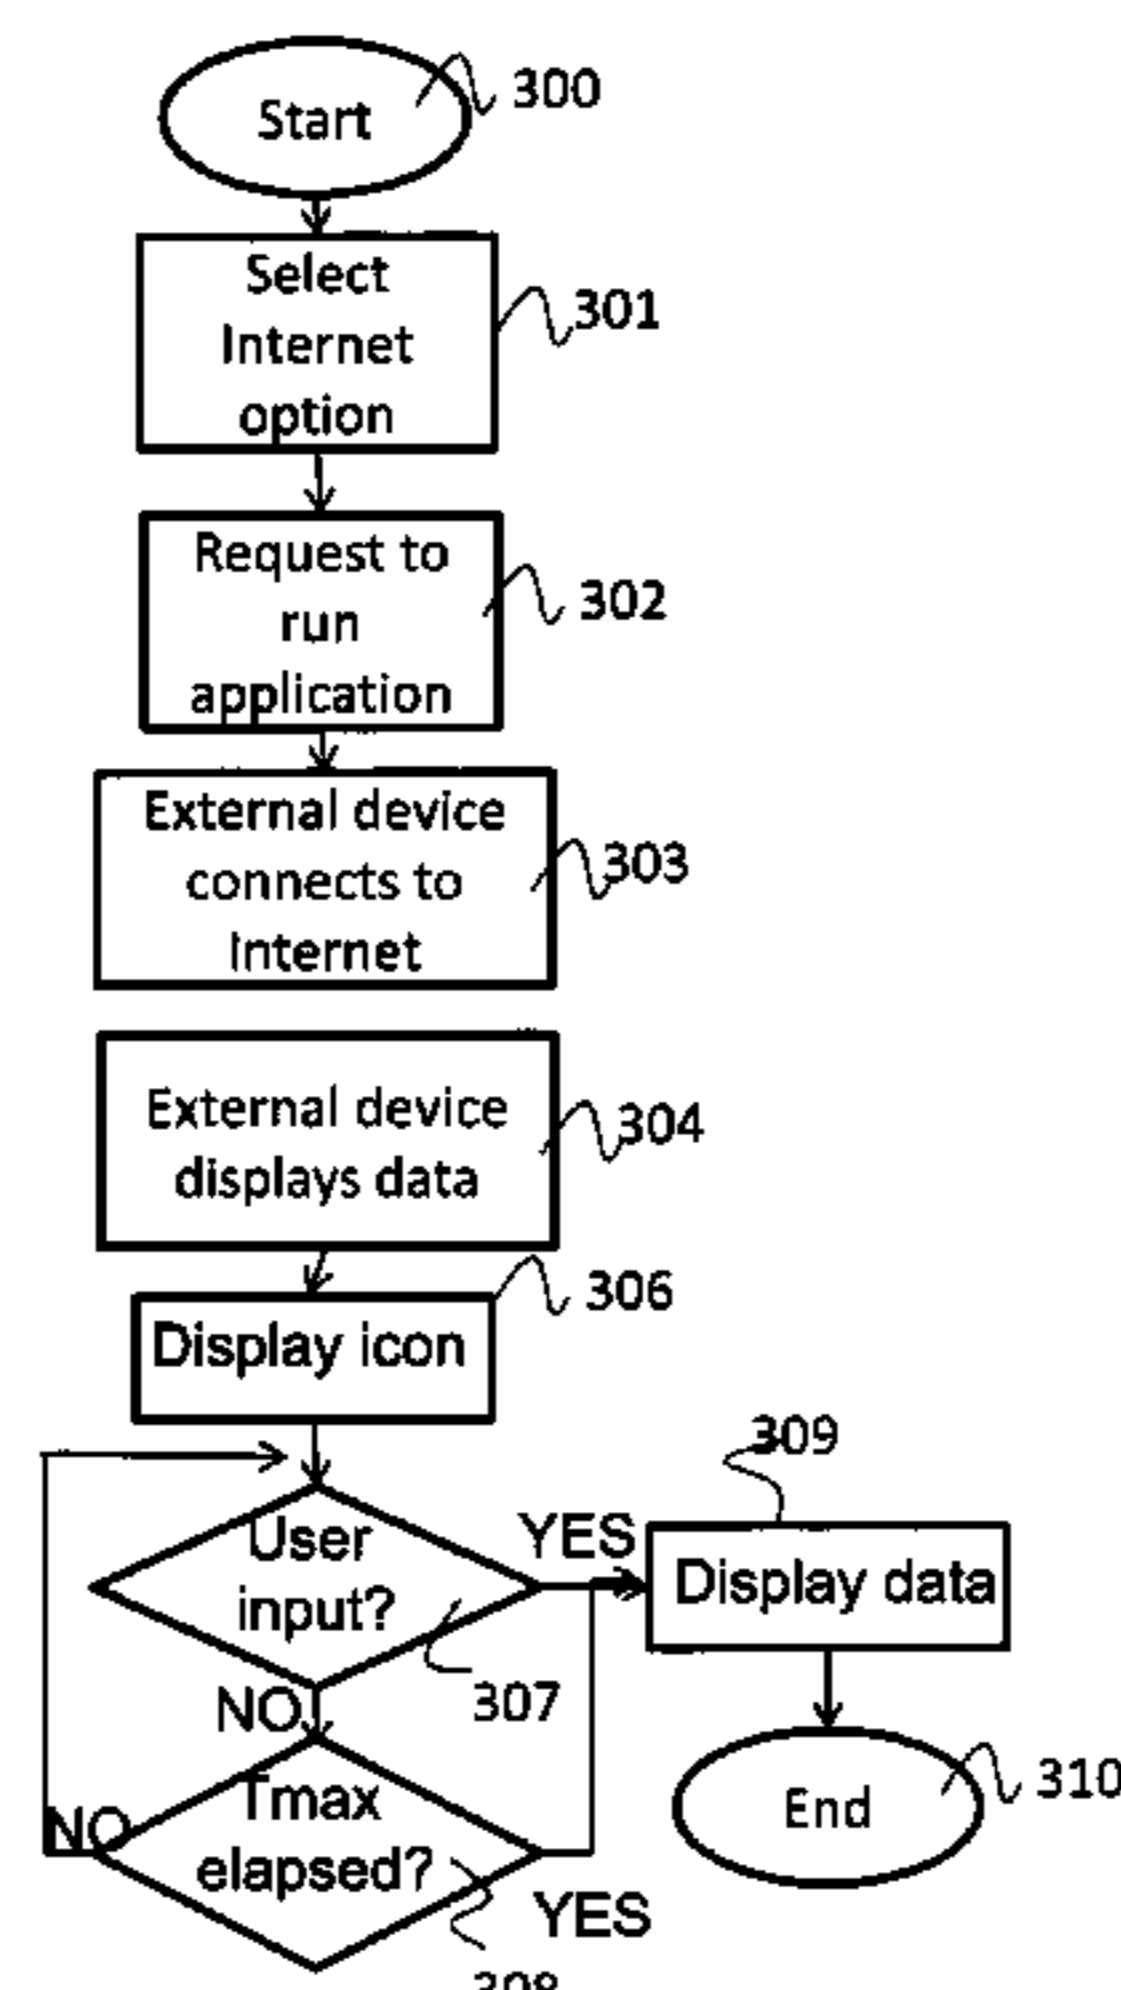 Start
300
Select
Internet
option
301
Request to
run
application
302
External device
connects to
Internet
303
External device
displays data
304
306
Display icon
309
User
input?
YES
Display data
307
NO
Tmax
elapsed?
NO
YES
End
310
308